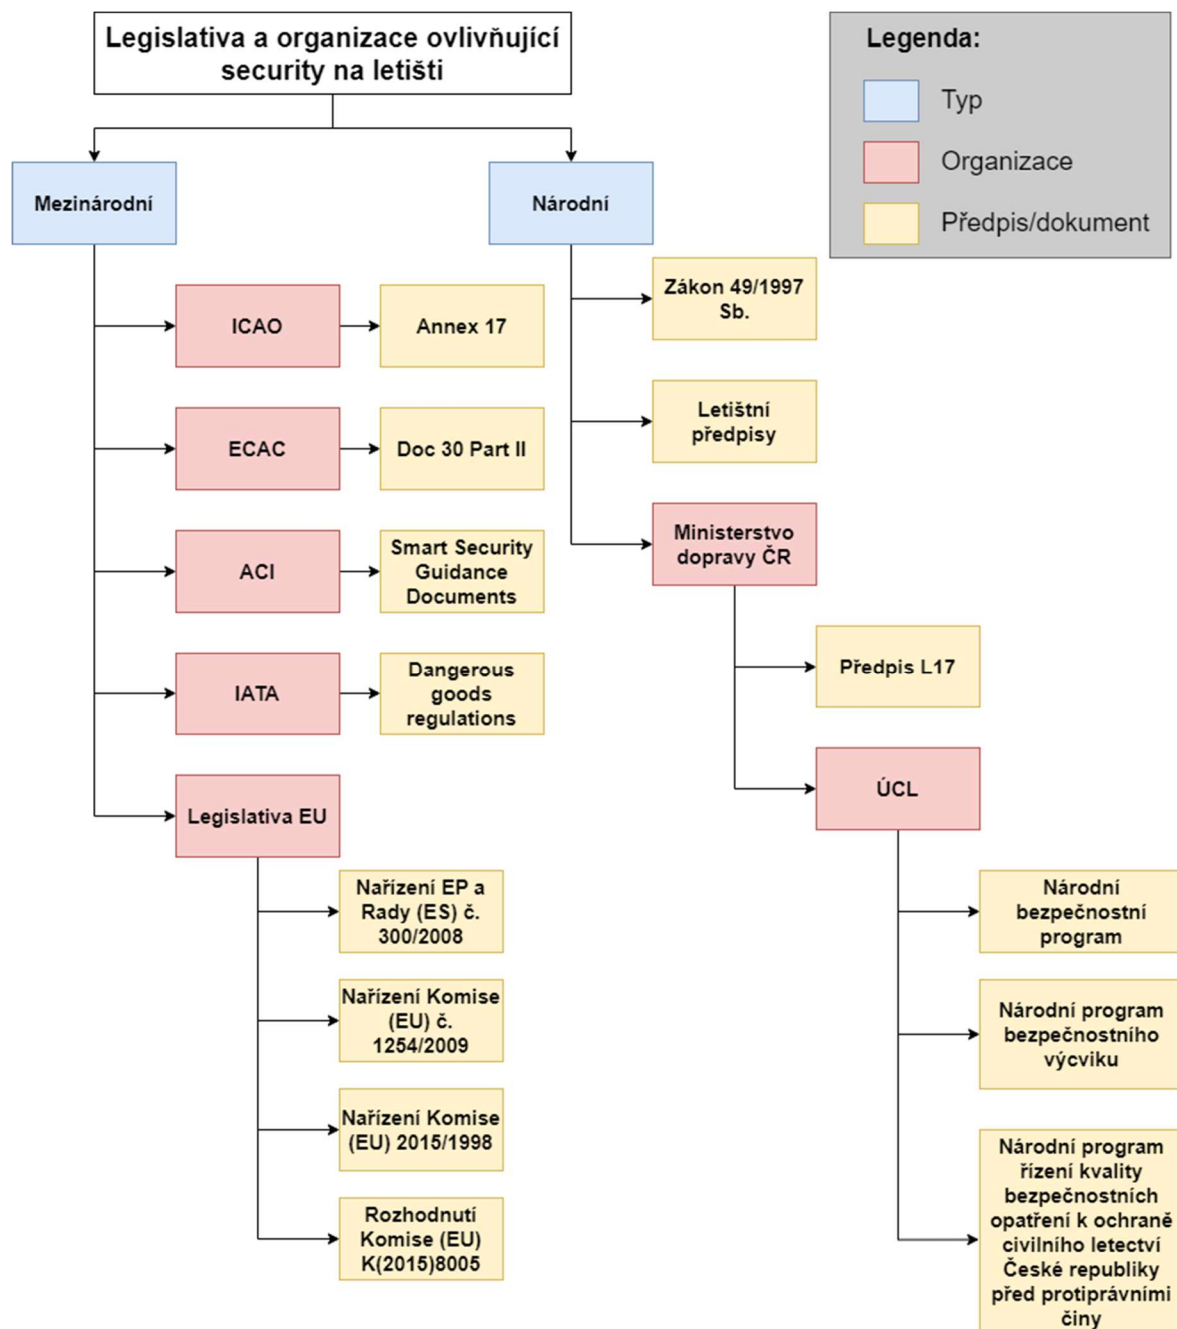 Legislativa a organizace ovlivňující
security na letišti
Legenda:
Typ
Organizace
Předpis/dokument
Mezinárodní
Národní
ICAO
Annex 17
ECAC
Doc 30 Part II
ACI
Smart Security
Guidance
Documents
IATA
Dangerous
goods
regulations
Legislativa EU
Nařízení EP a
Rady (ES) č.
300/2008
Nařízení Komise
(EU) č.
1254/2009
Nařízení Komise
(EU) 2015/1998
Rozhodnutí
Komise (EU)
K(2015)8005
Zákon 49/1997
Sb.
Letištní
předpisy
Ministerstvo
dopravy ČR
Předpis L17
ÚCL
Národní
bezpečnostní
program
Národní program
bezpečnostního
výcviku
Národní program
řízení kvality
bezpečnostních
opatření k ochraně
civilního letectví
České republiky
před protiprávními
činy